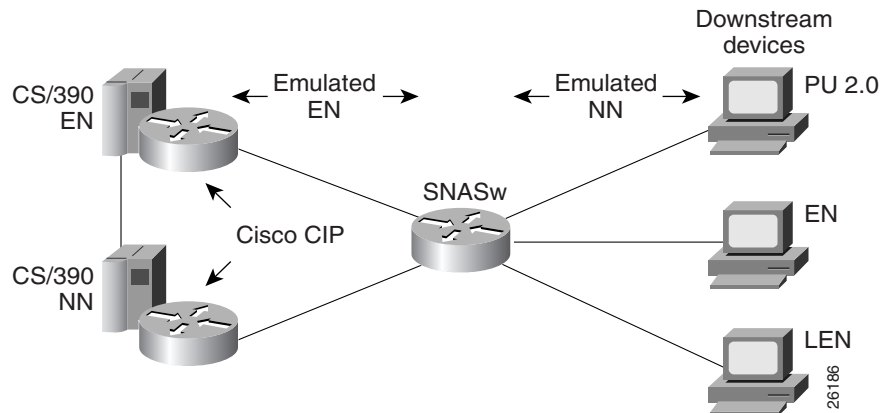 Downstream
devices
CS/390
EN
Emulated
EN
Emulated
NN
PU 2.0
SNASw
EN
Cisco CIP
CS/390
NN
LEN
26186